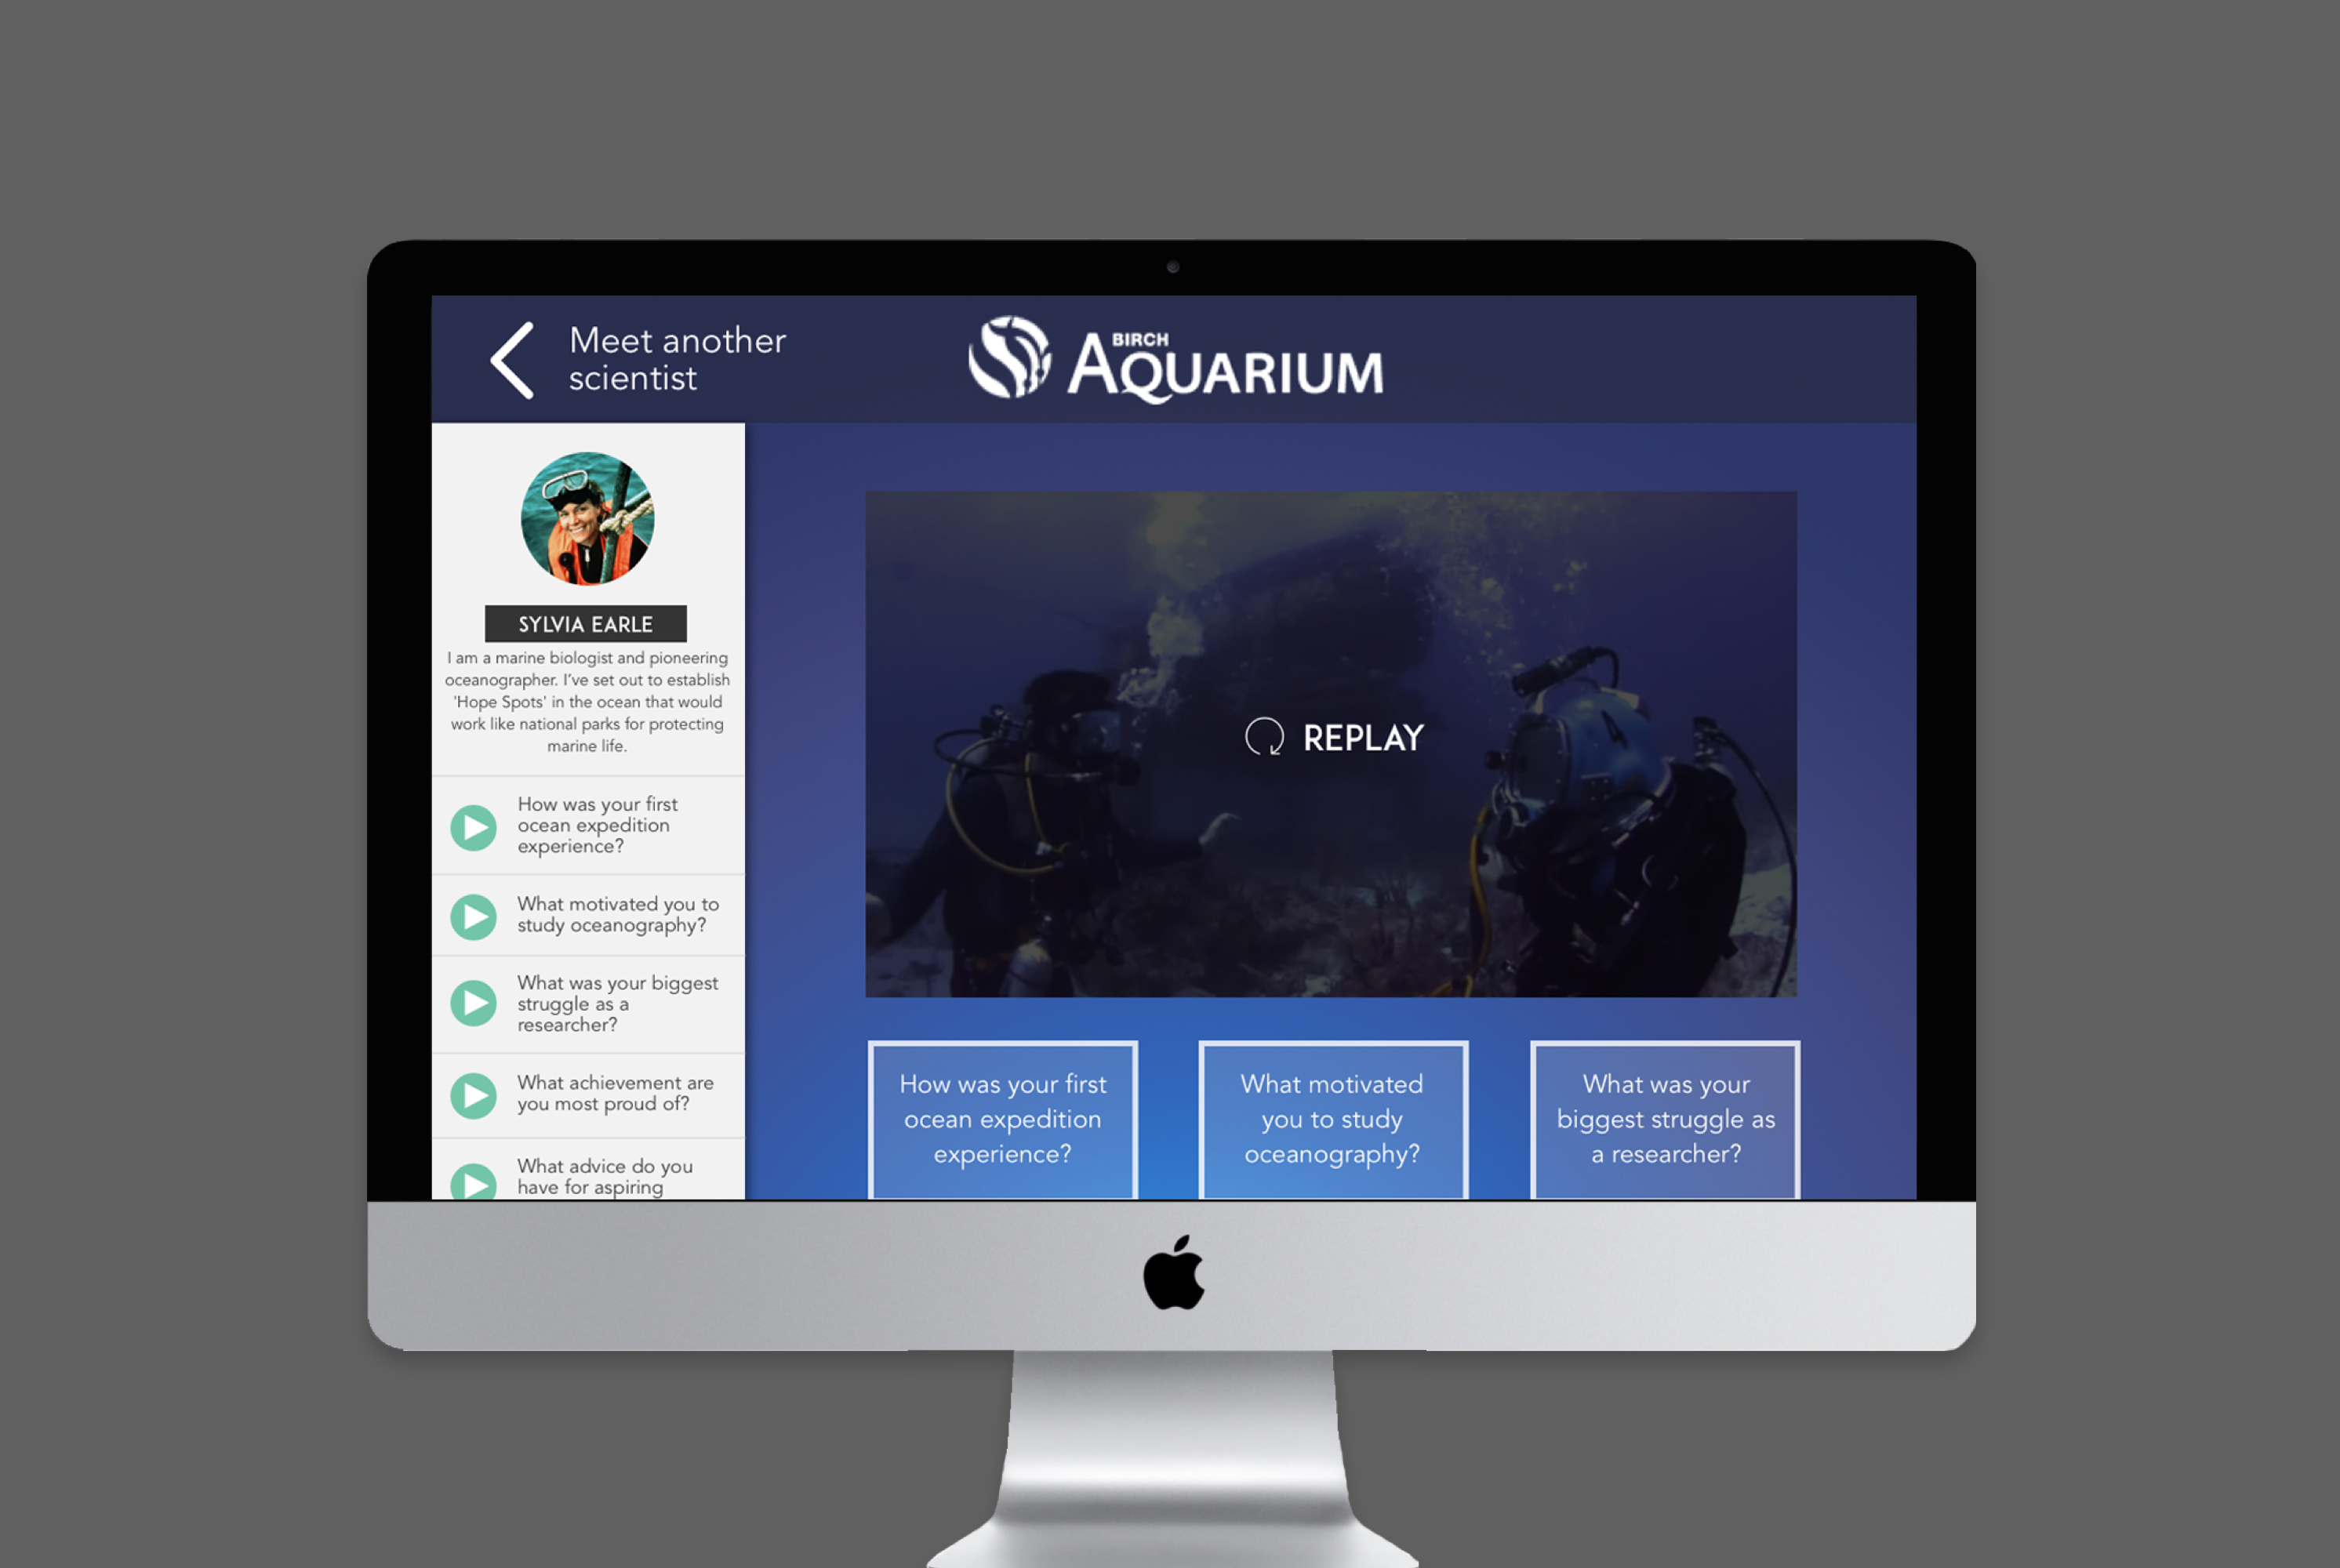 Meet another
scientist
BIRCH
AQUARIUM
SYLVIA EARLE
I am a marine biologist and pioneering
oceanographer. I've set out to establish
'Hope Spots' in the ocean that would
work like national parks for protecting
marine life.
How was your first
ocean expedition
experience?
What motivated you to
study oceanography?
What was your biggest
struggle as a
researcher?
What achievement are
you most proud of?
What advice do you
have for aspiring
REPLAY
How was your first
ocean expedition
experience?
What motivated
you to study
oceanography?
What was your
biggest struggle as
a researcher?